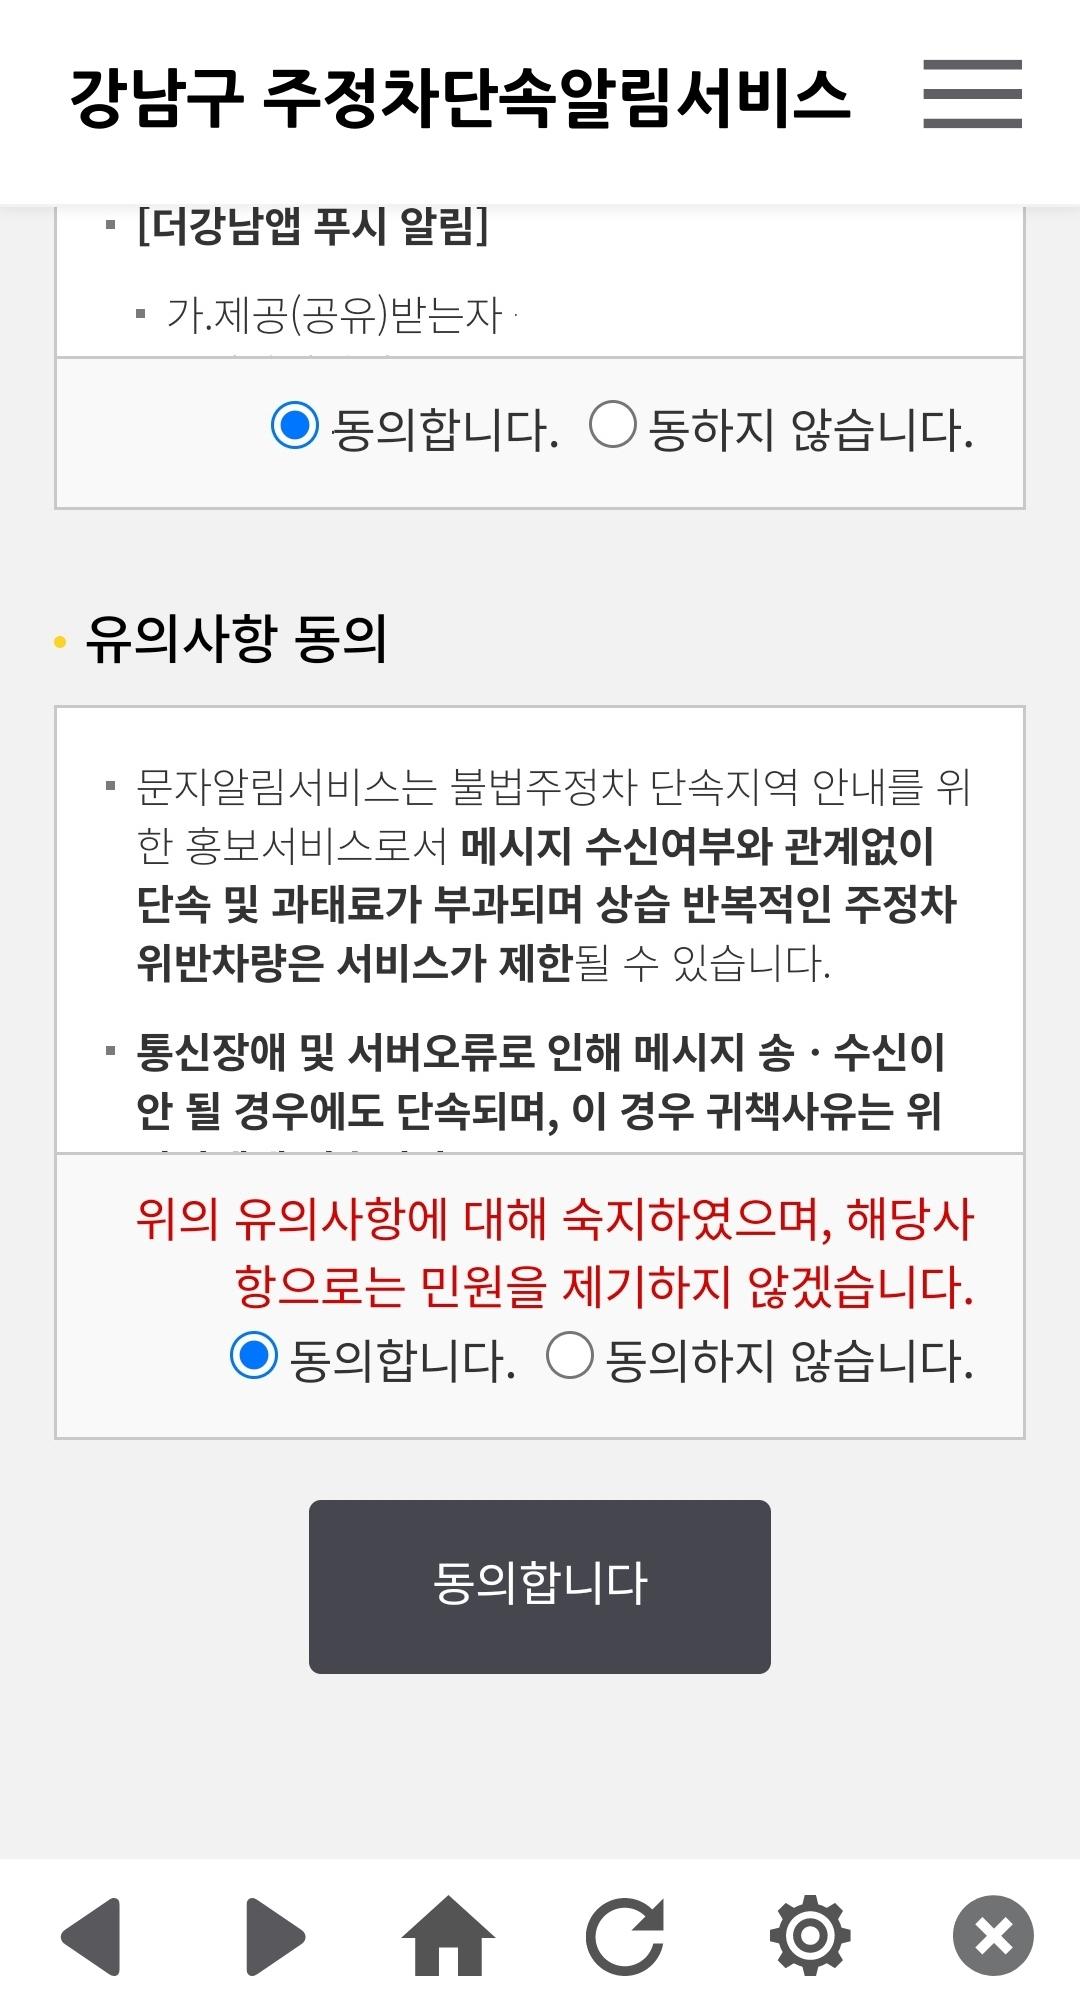 강남구 주정차단속알림서비스
[더강남앱 푸시 알림]
가.제공(공유)받는자 ·
동의합니다. 동하지 않습니다.
유의사항 동의
문자알림서비스는 불법주정차 단속지역 안내를 위
한 홍보서비스로서 메시지 수신여부와 관계없이
단속 및 과태료가 부과되며 상습 반복적인 주정차
위반차량은 서비스가 제한될 수 있습니다.
통신장애 및 서버오류로 인해 메시지 송 · 수신이
안 될 경우에도 단속되며, 이 경우 귀책사유는 위
위의 유의사항에 대해 숙지하였으며, 해당사
항으로는 민원을 제기하지 않겠습니다.
동의합니다. 동의하지 않습니다.
동의합니다